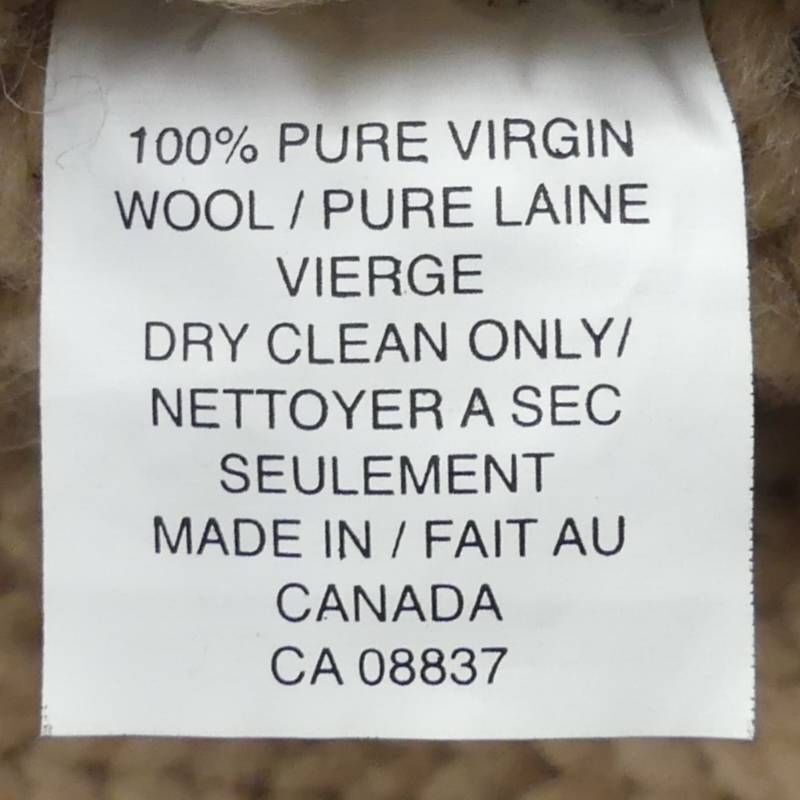 100% PURE VIRGIN
WOOL / PURE LAINE
VIERGE
DRY CLEAN ONLY/
NETTOYER A SEC
SEULEMENT
MADE IN / FAIT AU
CANADA
CA 08837